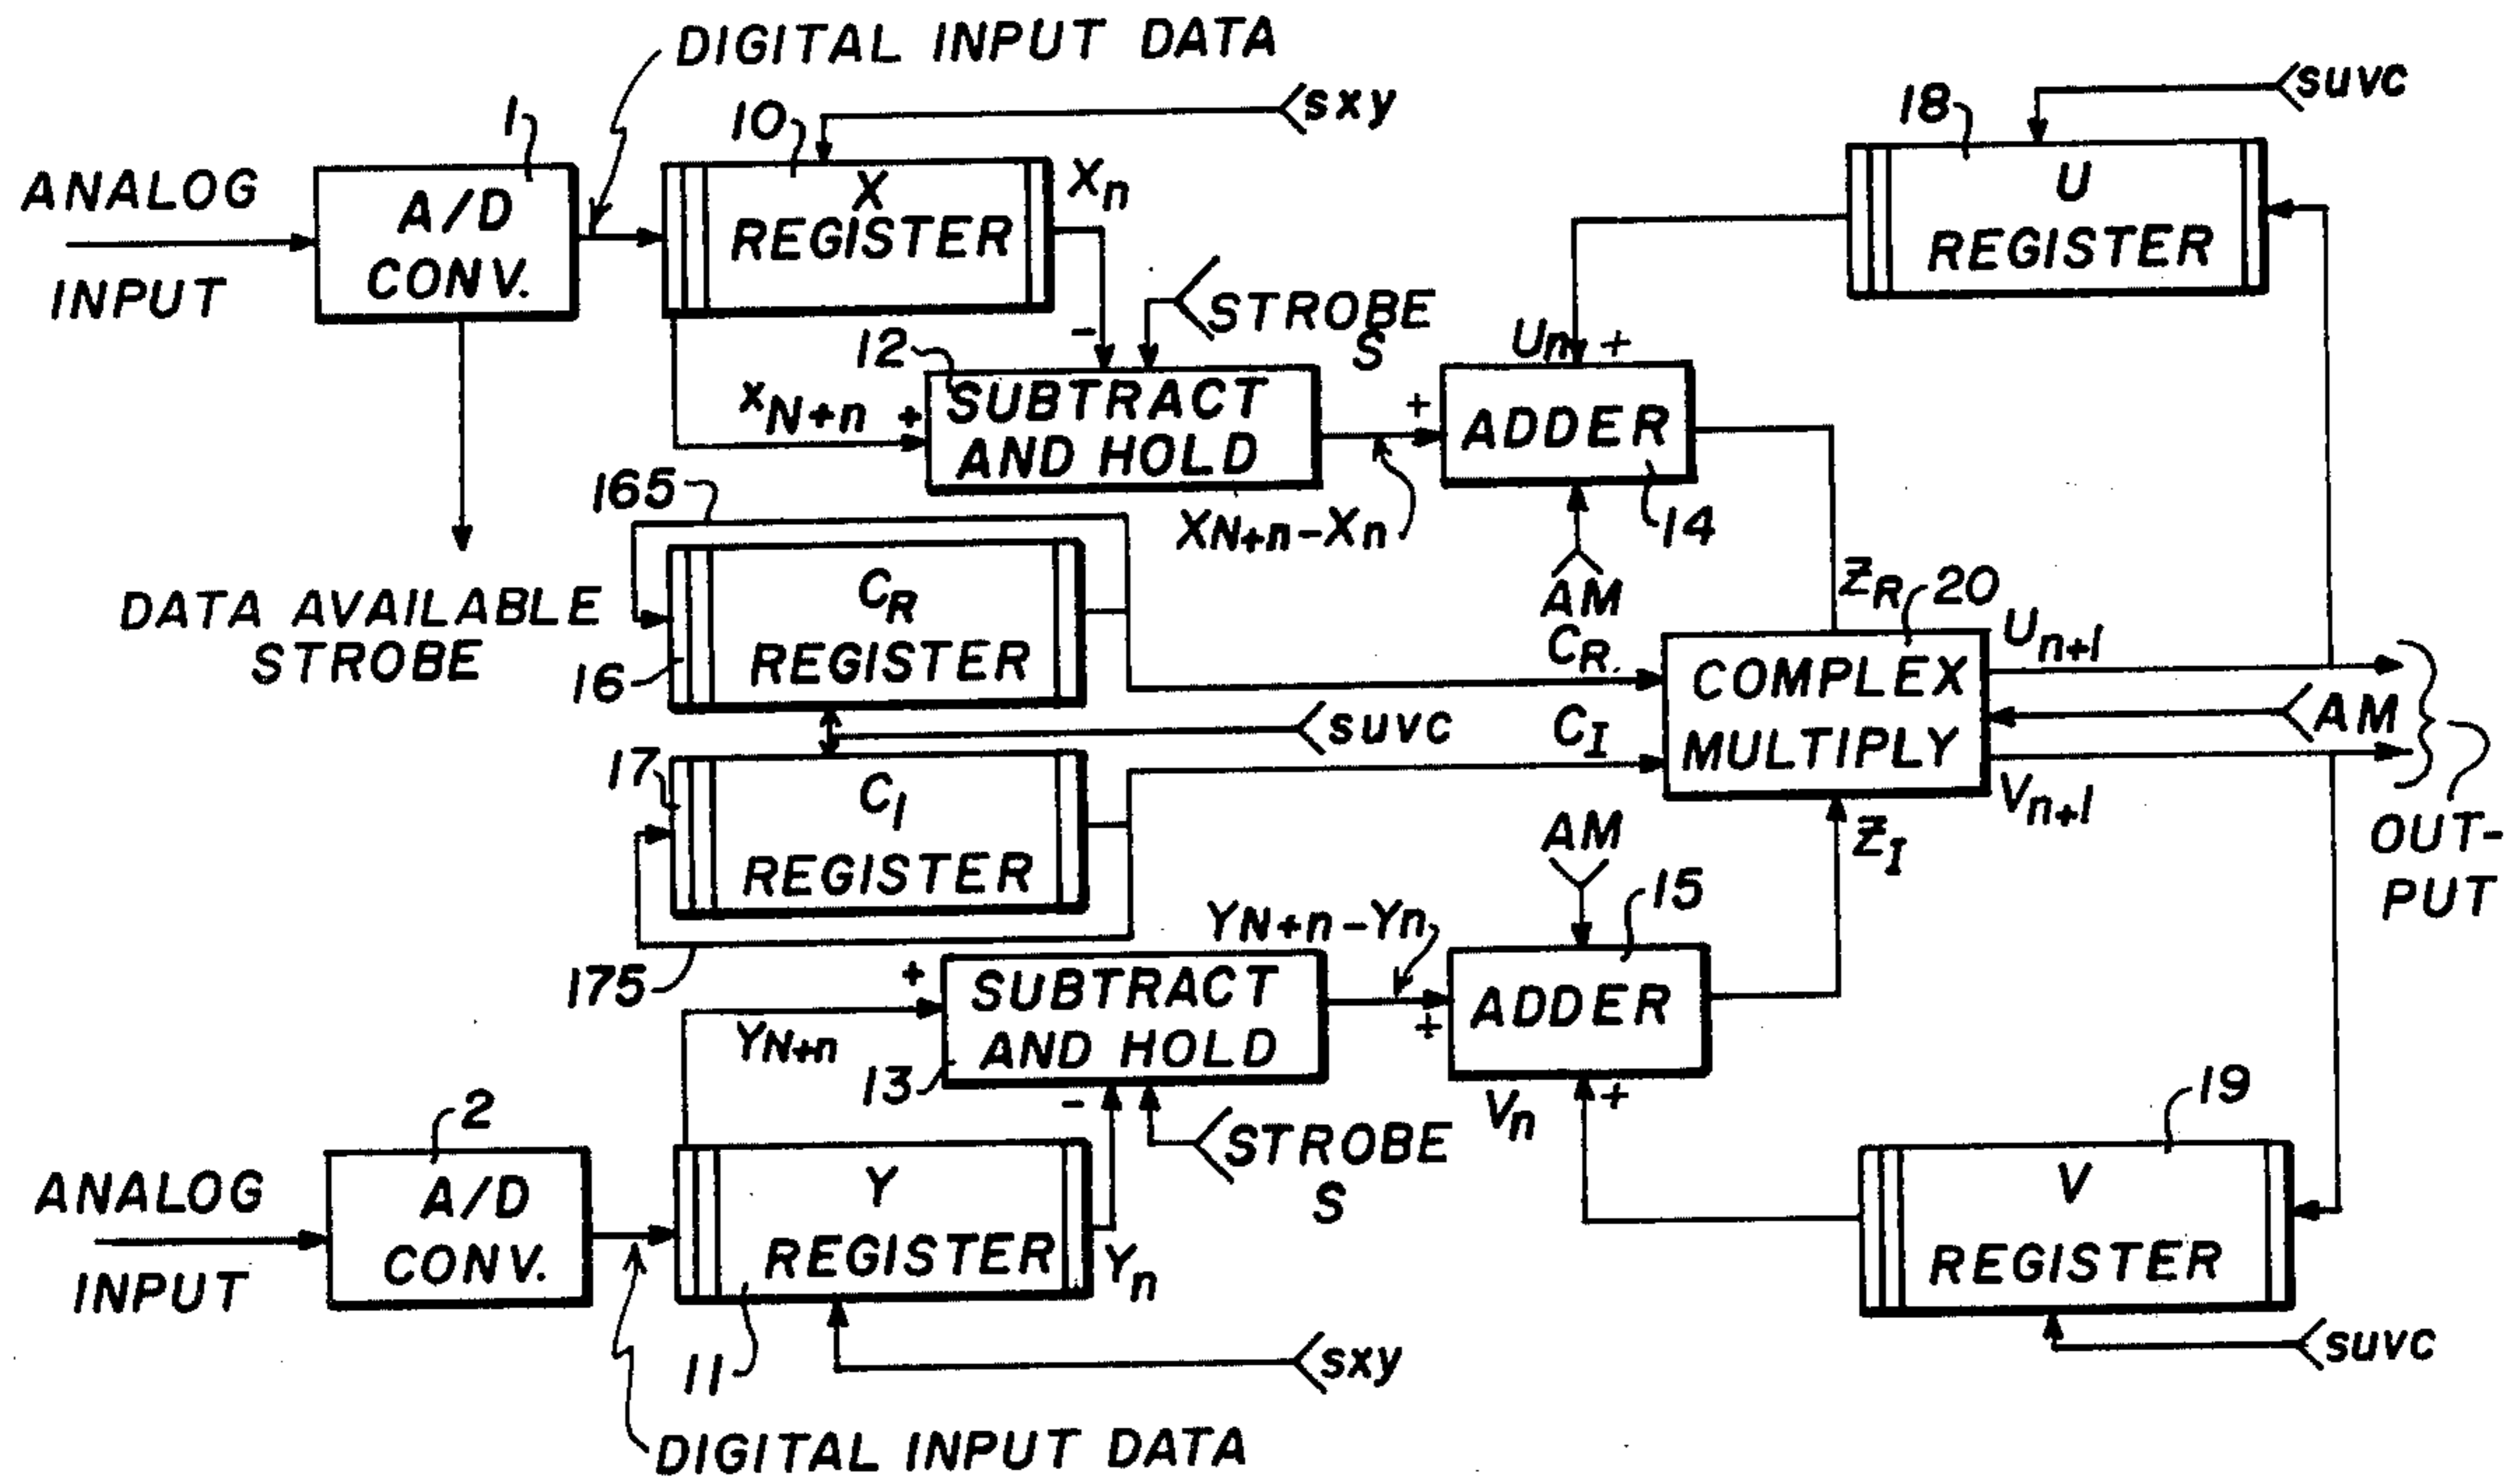 DIGITAL INPUT DATA
1
10
<sxy
18
<suvc
ANALOG
INPUT
A/D
CONV.
X
REGISTER
Xn
U
REGISTER
<STROBE
S
12
-
xN+n
+
SUBTRACT
AND HOLD
Un
+
+
ADDER
14
XN+n-Xn
AM
165
CR
REGISTER
16
DATA AVAILABLE
STROBE
ZR
20
CR
Un+1
COMPLEX
MULTIPLY
<AM
<suvc
CI
Vn+1
OUT-
PUT
17
CI
REGISTER
175
AM
ZI
15
YN+n-Yn
+
SUBTRACT
AND HOLD
ADDER
+
YN+n
13
-
<STROBE
S
Vn
+
19
2
ANALOG
INPUT
A/D
CONV.
Y
REGISTER
Yn
V
REGISTER
11
<sxy
<suvc
DIGITAL INPUT DATA